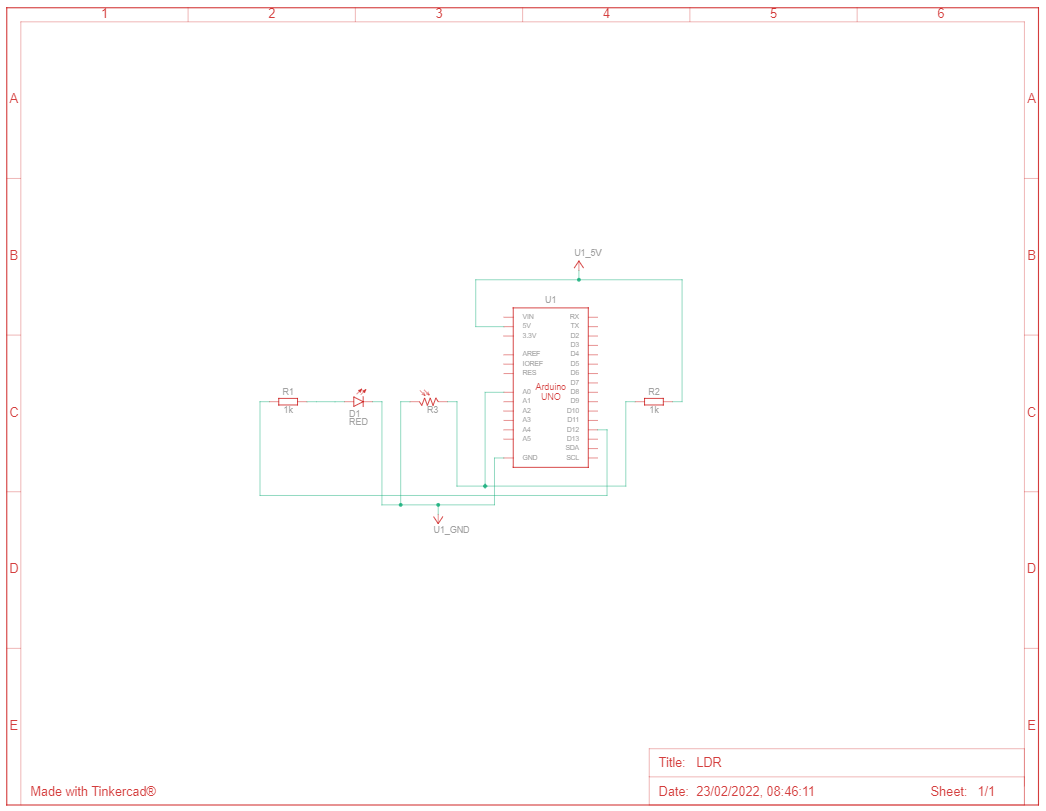 1 2 3 4 5 6
A A
B B
U1_5V
U1
VIN RX
5V TX
3.3V D2
D3
AREF D4
IOREF D5
RES D6
D7
A0 D8
A1 D9
A2 D10
A3 D11
A4 D12
A5 D13
SDA
GND SCL
Arduino
UNO
R1
1k
D1
RED
R3
R2
1k
C C
U1_GND
D D
E E
Title: LDR
Made with Tinkercad®
Date: 23/02/2022, 08:46:11 Sheet: 1/1